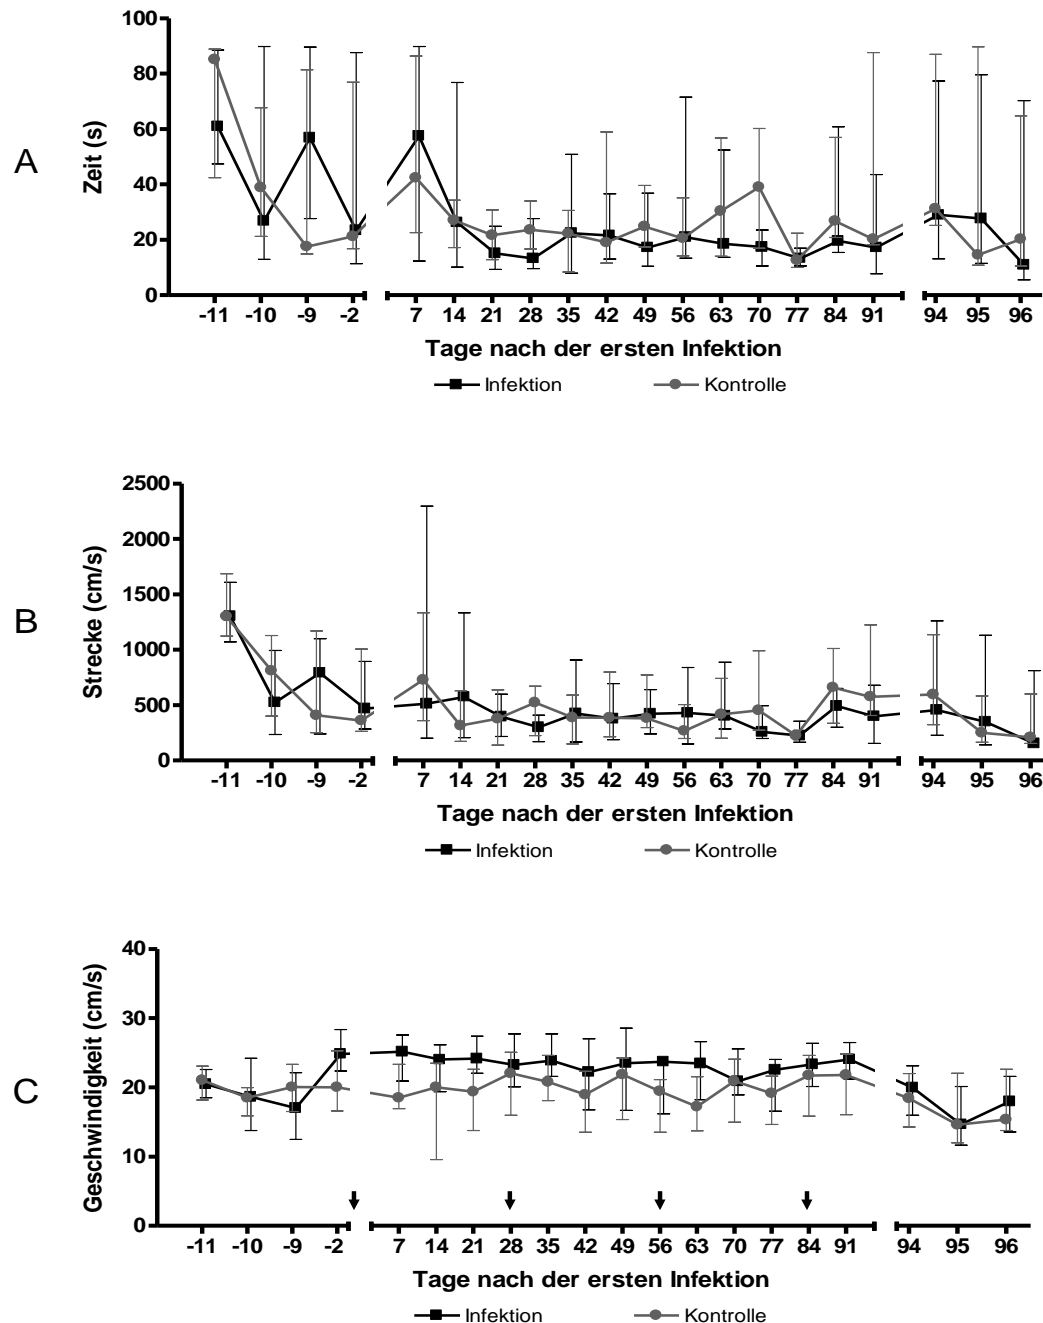 A
Zeit (s)
100
80
60
40
20
0
-11 -10 -9 -2 7 14 21 28 35 42 49 56 63 70 77 84 91 94 95 96
Tage nach der ersten Infektion
Infektion Kontrolle
B
Strecke (cm/s)
2500
2000
1500
1000
500
0
-11 -10 -9 -2 7 14 21 28 35 42 49 56 63 70 77 84 91 94 95 96
Tage nach der ersten Infektion
Infektion Kontrolle
C
Geschwindigkeit (cm/s)
40
30
20
10
0
-11 -10 -9 -2 7 14 21 28 35 42 49 56 63 70 77 84 91 94 95 96
Tage nach der ersten Infektion
Infektion Kontrolle